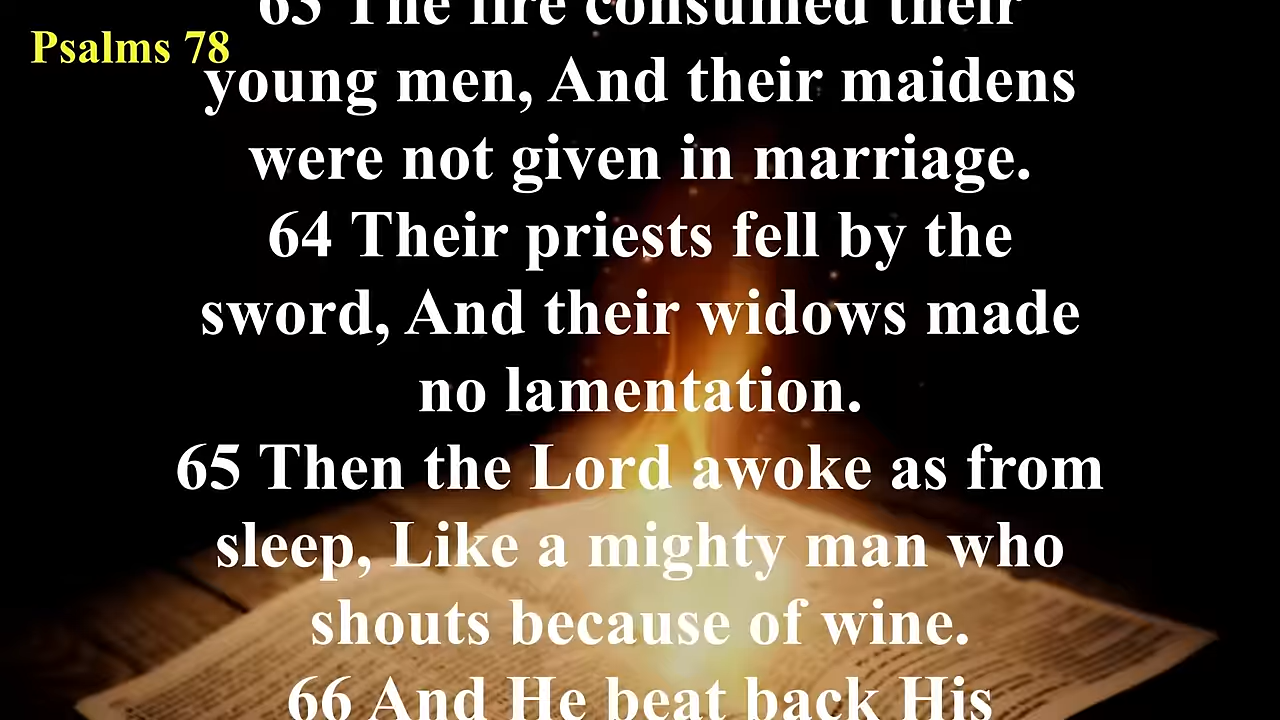 63 The fire consumed their
Psalms 78
young men, And their maidens
were not given in marriage.
64 Their priests fell by the
sword, And their widows made
no lamentation.
65 Then the Lord awoke as from
sleep, Like a mighty man who
shouts because of wine.
66 And He beat back His